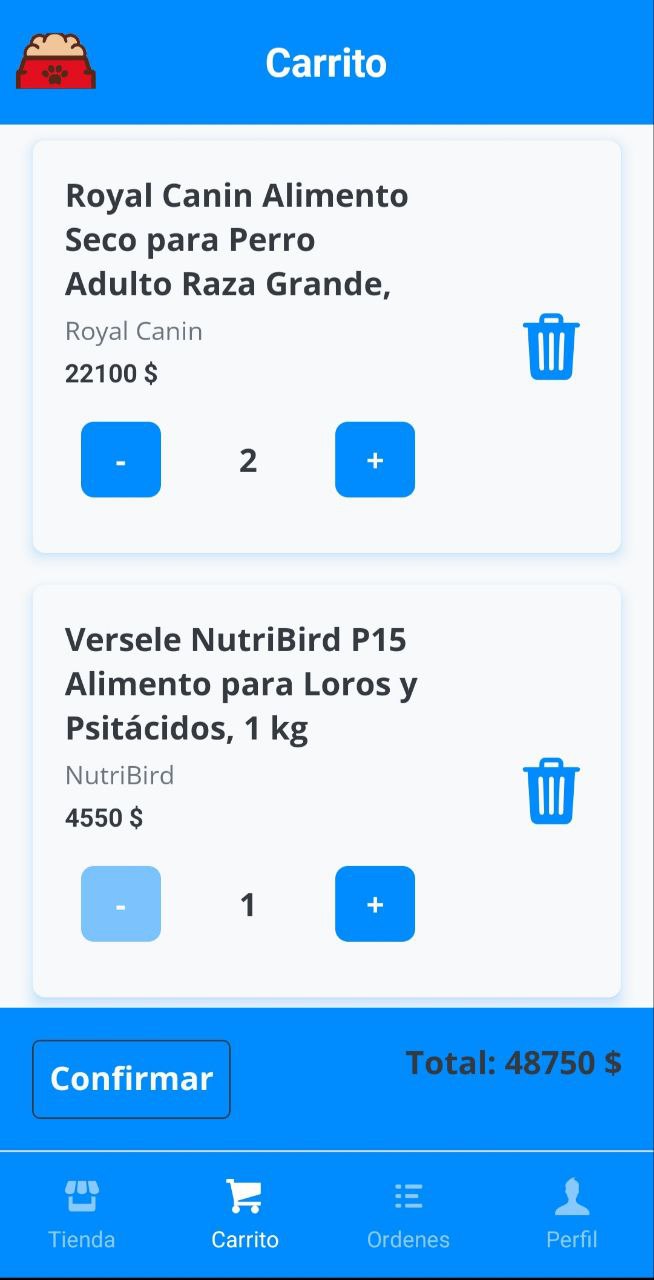 Carrito
Royal Canin Alimento
Seco para Perro
Adulto Raza Grande,
Royal Canin
22100 $
- 2 +
Versele NutriBird P15
Alimento para Loros y
Psitácidos, 1 kg
NutriBird
4550 $
- 1 +
Confirmar
Total: 48750 $
Tienda
Carrito
Ordenes
Perfil